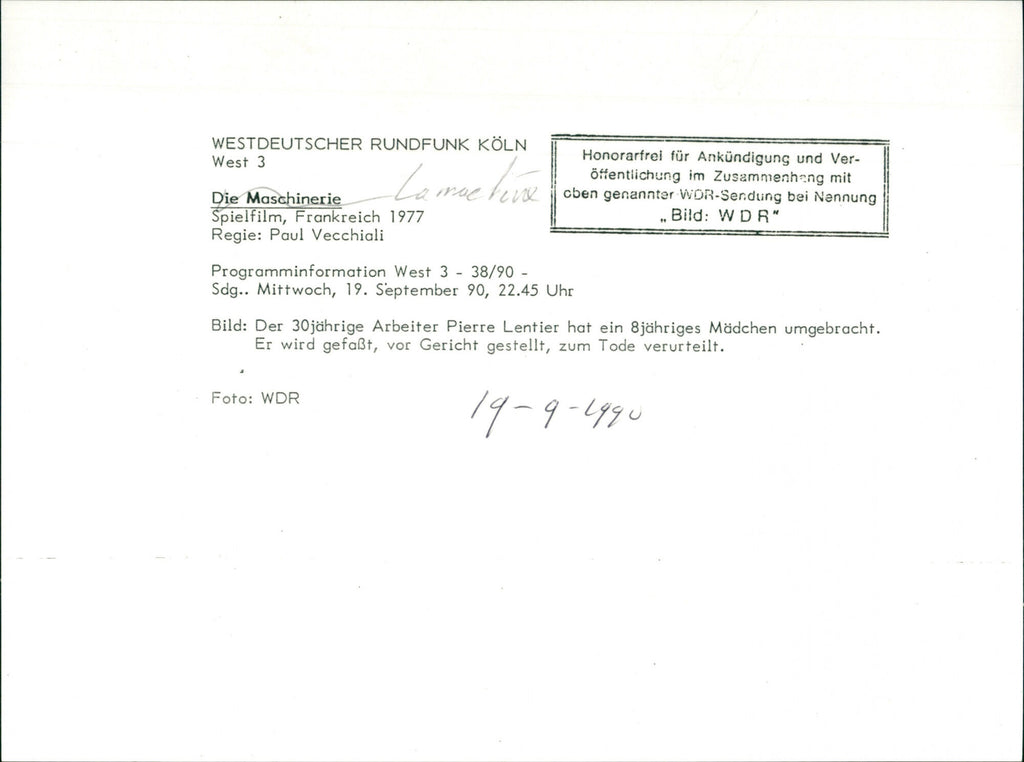 WESTDEUTSCHER RUNDFUNK KÖLN
West 3
Die Maschinerie
La machine
Spielfilm, Frankreich 1977
Regie: Paul Vecchiali
Honorarfrei für Ankündigung und Ver-
öffentlichung im Zusammenhang mit
oben genannter WDR-Sendung bei Nennung
„Bild: WDR"
Programminformation West 3 - 38/90 -
Sdg.. Mittwoch, 19. September 90, 22.45 Uhr
Bild: Der 30jährige Arbeiter Pierre Lentier hat ein 8jähriges Mädchen umgebracht.
Er wird gefaßt, vor Gericht gestellt, zum Tode verurteilt.
Foto: WDR
19-9-1990